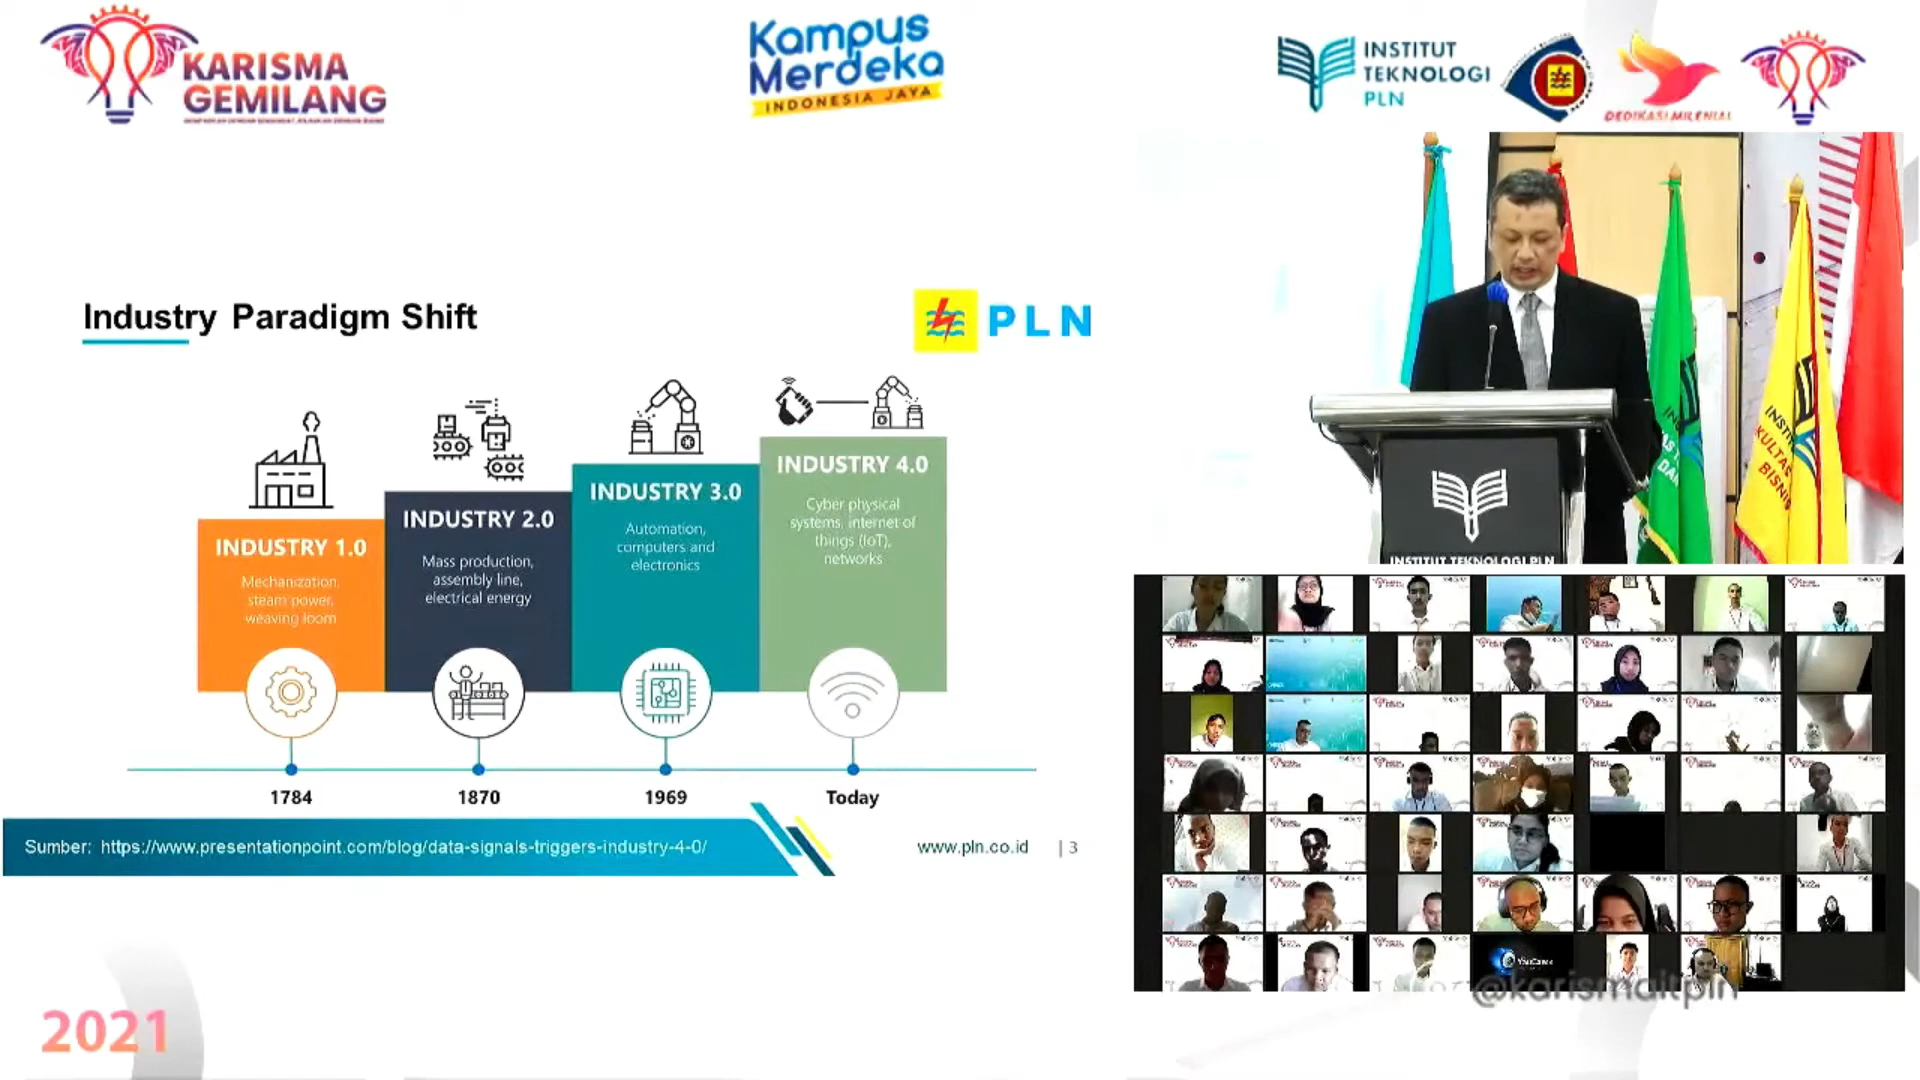 KARISMA
GEMILANG
Kampus
Merdeka
INDONESIA JAYA
INSTITUT
TEKNOLOGI
PLN
DEDIKASI MILENIAL
Industry Paradigm Shift
PLN
INDUSTRY 1.0
Mechanization,
steam power,
weaving loom
INDUSTRY 2.0
Mass production,
assembly line,
electrical energy
INDUSTRY 3.0
Automation,
computers and
electronics
INDUSTRY 4.0
Cyber physical
systems, internet of
things (IoT),
networks
1784
1870
1969
Today
Sumber: https://www.presentationpoint.com/blog/data-signals-triggers-industry-4-0/
www.pln.co.id | 3
INSTITUT TEKNOLOGI PLN
BISNIS
@karismaitpln
2021